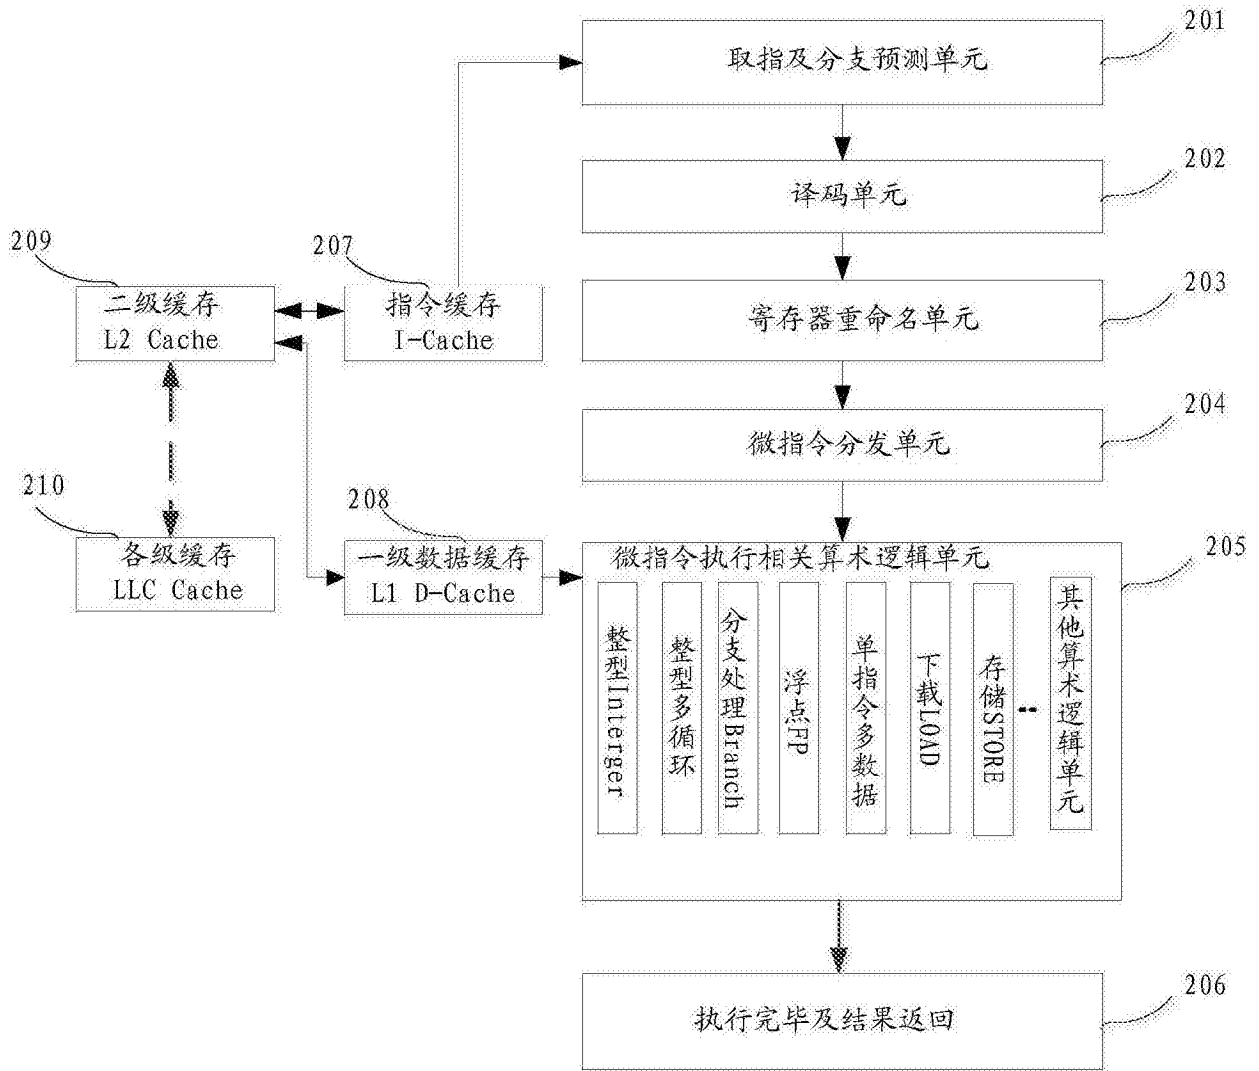 201
取指及分支预测单元
202
译码单元
209
207
203
二级缓存
L2 Cache
指令缓存
I-Cache
寄存器重命名单元
204
微指令分发单元
210
208
各级缓存
LLC Cache
一级数据缓存
L1 D-Cache
205
微指令执行相关算术逻辑单元
整型Interger
整型多循环
分支处理Branch
浮点FP
单指令多数据
下载LOAD
存储STORE
其他算术逻辑单元
206
执行完毕及结果返回